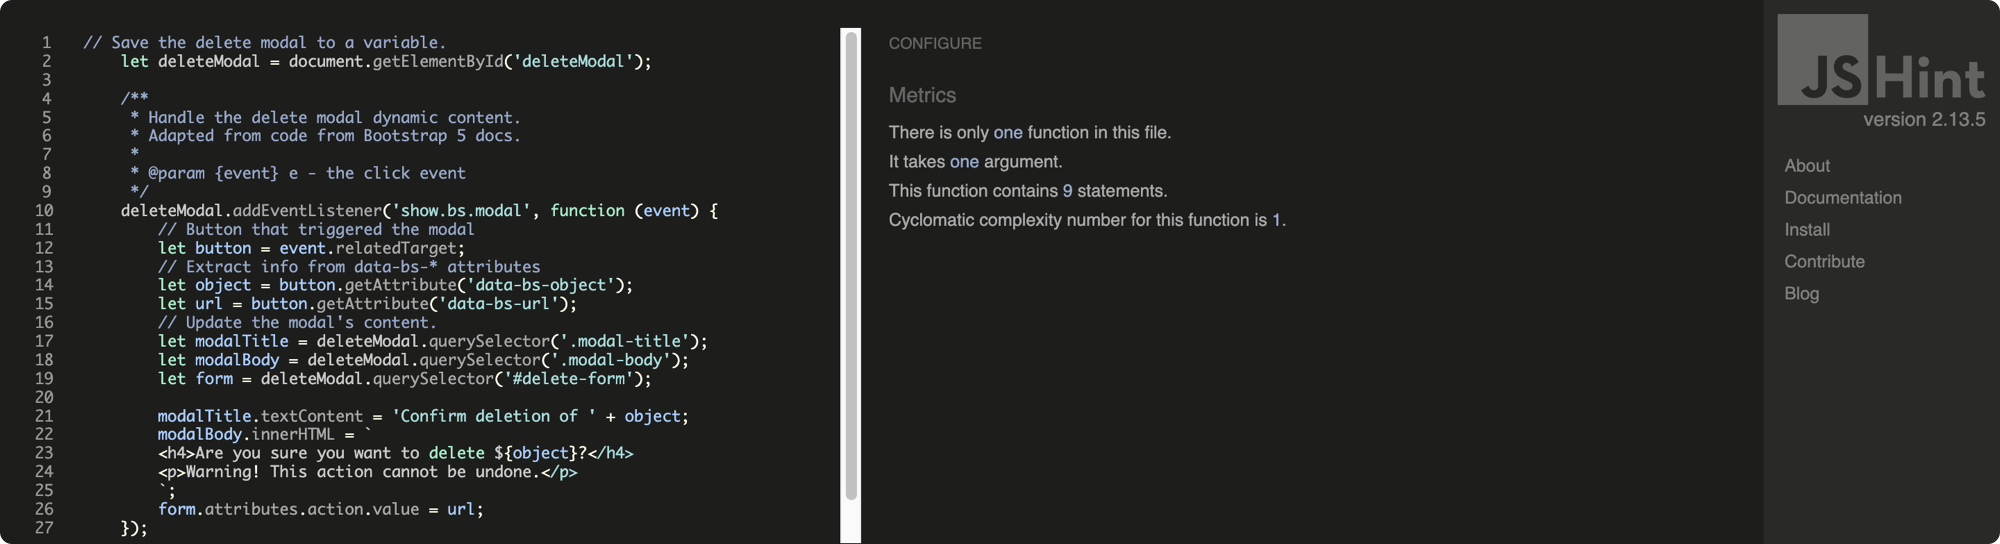 1 // Save the delete modal to a variable.
2 let deleteModal = document.getElementById('deleteModal');
3
4 /**
5 * Handle the delete modal dynamic content.
6 * Adapted from code from Bootstrap 5 docs.
7 *
8 * @param {event} e - the click event
9 */
10 deleteModal.addEventListener('show.bs.modal', function (event) {
11 // Button that triggered the modal
12 let button = event.relatedTarget;
13 // Extract info from data-bs-* attributes
14 let object = button.getAttribute('data-bs-object');
15 let url = button.getAttribute('data-bs-url');
16 // Update the modal's content.
17 let modalTitle = deleteModal.querySelector('.modal-title');
18 let modalBody = deleteModal.querySelector('.modal-body');
19 let form = deleteModal.querySelector('#delete-form');
20
21 modalTitle.textContent = 'Confirm deletion of ' + object;
22 modalBody.innerHTML = `
23 <h4>Are you sure you want to delete ${object}?</h4>
24 <p>Warning! This action cannot be undone.</p>
25 `;
26 form.attributes.action.value = url;
27 });
CONFIGURE
Metrics
There is only one function in this file.
It takes one argument.
This function contains 9 statements.
Cyclomatic complexity number for this function is 1.
JSHint
version 2.13.5
About
Documentation
Install
Contribute
Blog